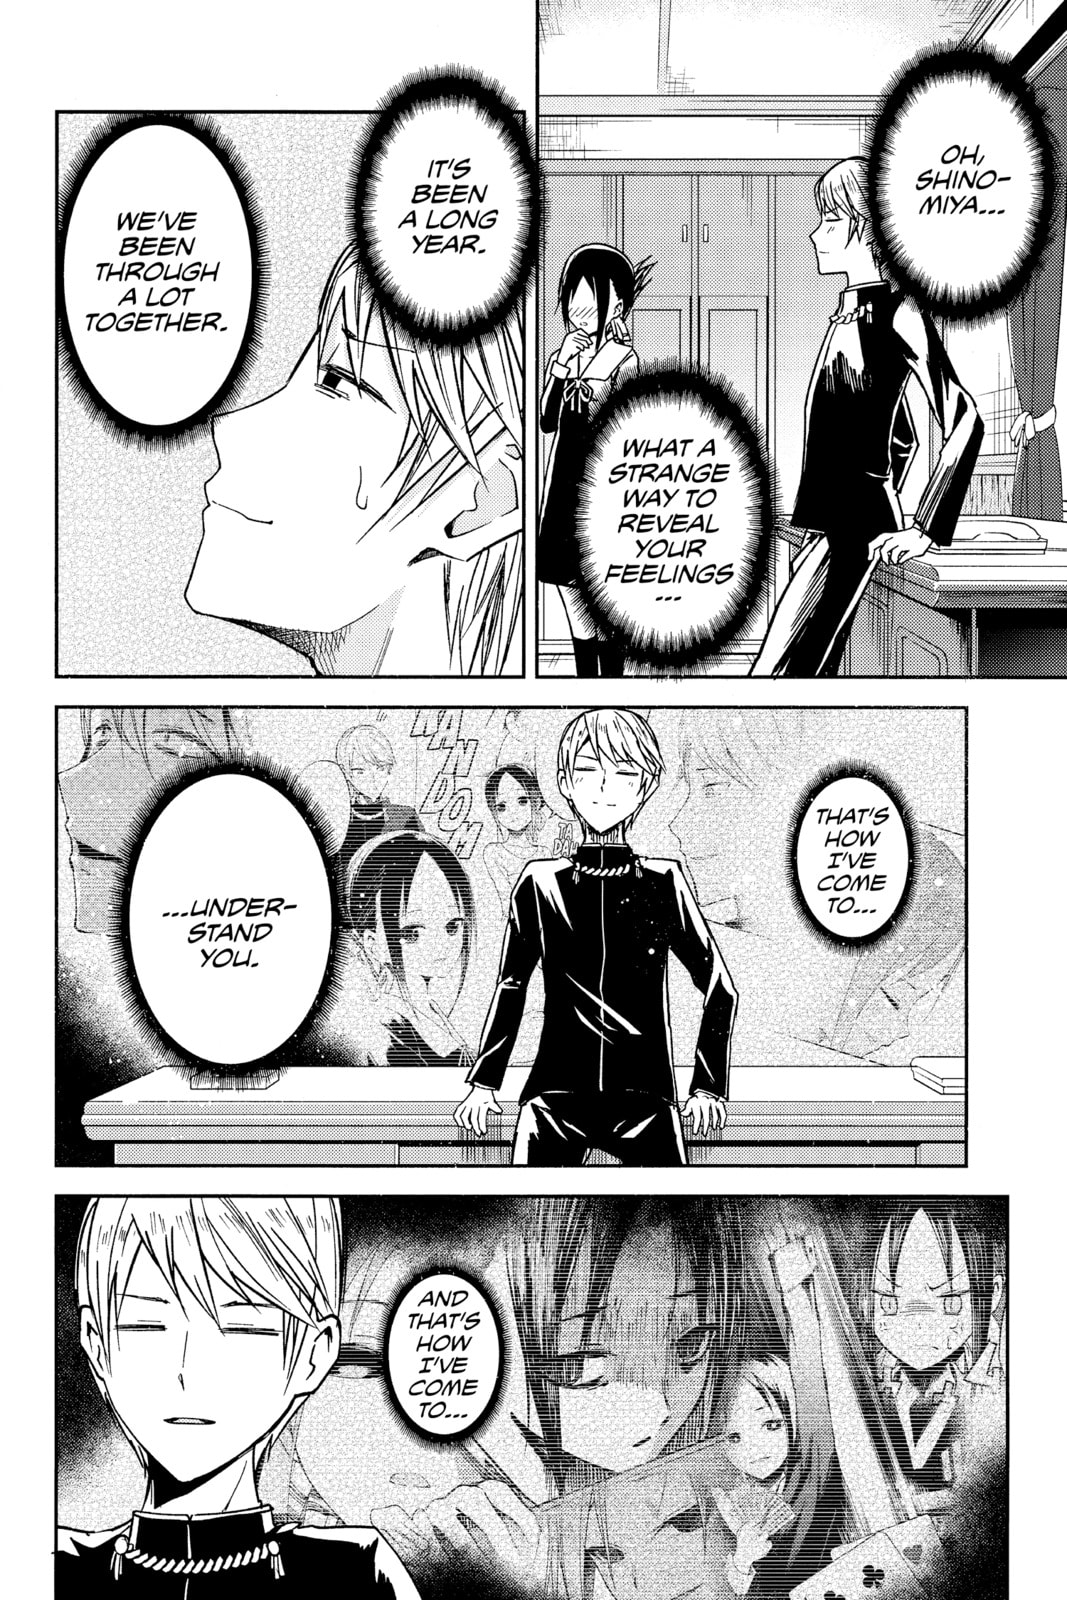 OH,
SHINO-
MIYA...
WHAT A
STRANGE
WAY TO
REVEAL
YOUR
FEELINGS
...
IT'S
BEEN
A LONG
YEAR.
WE'VE
BEEN
THROUGH
A LOT
TOGETHER.
THAT'S
HOW
I'VE
COME
TO...
TA
DAH
...UNDER-
STAND
YOU.
AND
THAT'S
HOW
I'VE
COME
TO...